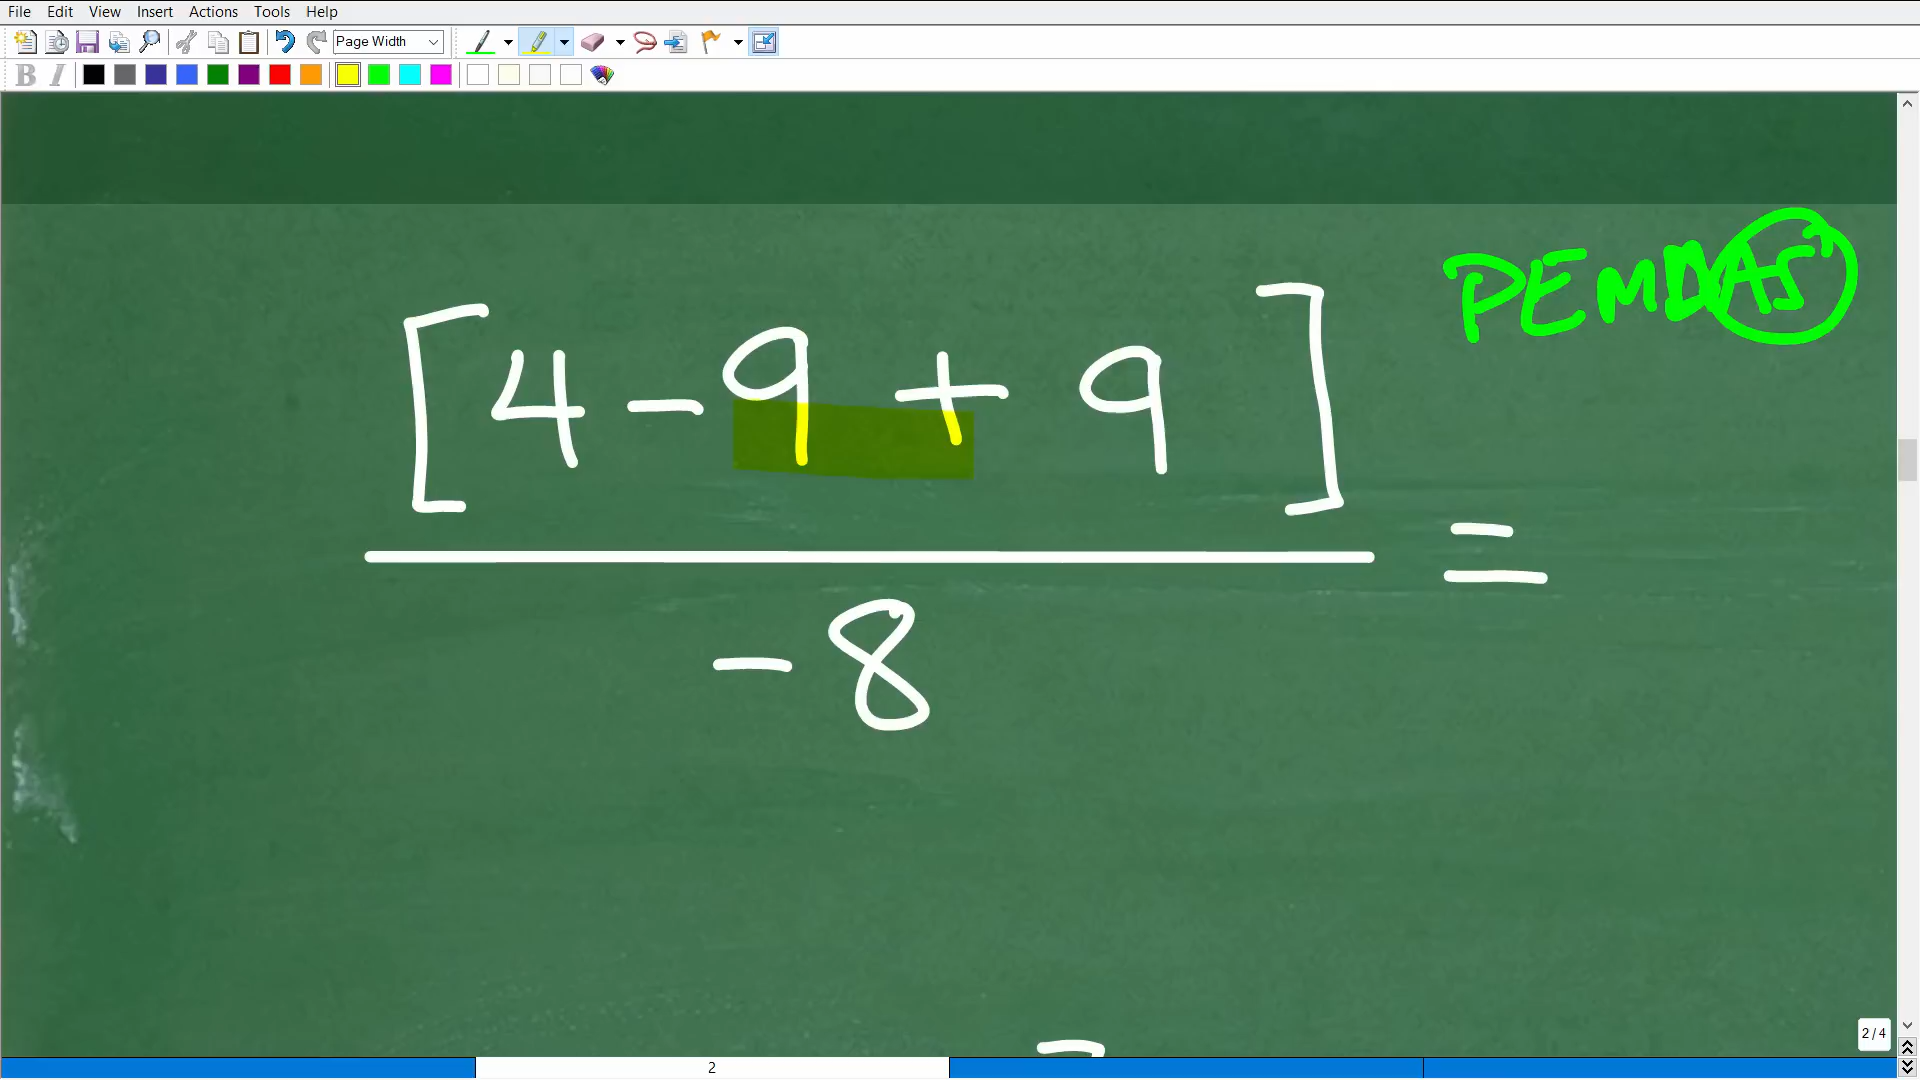 File Edit View Insert Actions Tools Help
Page Width
B I
PEMDAS
[4 - 9 + 9]
=
- 8
2 / 4
2